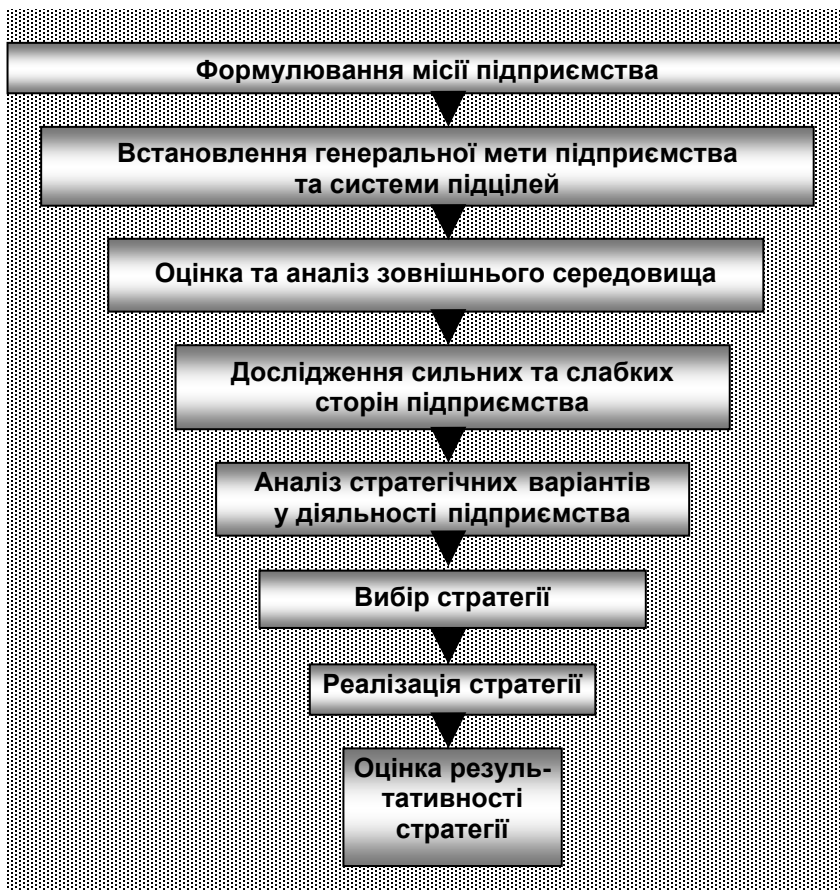 Формулювання місії підприємства
Встановлення генеральної мети підприємства
та системи підцілей
Оцінка та аналіз зовнішнього середовища
Дослідження сильних та слабких
сторін підприємства
Аналіз стратегічних варіантів
у діяльності підприємства
Вибір стратегії
Реалізація стратегії
Оцінка резуль-
тативності
стратегії